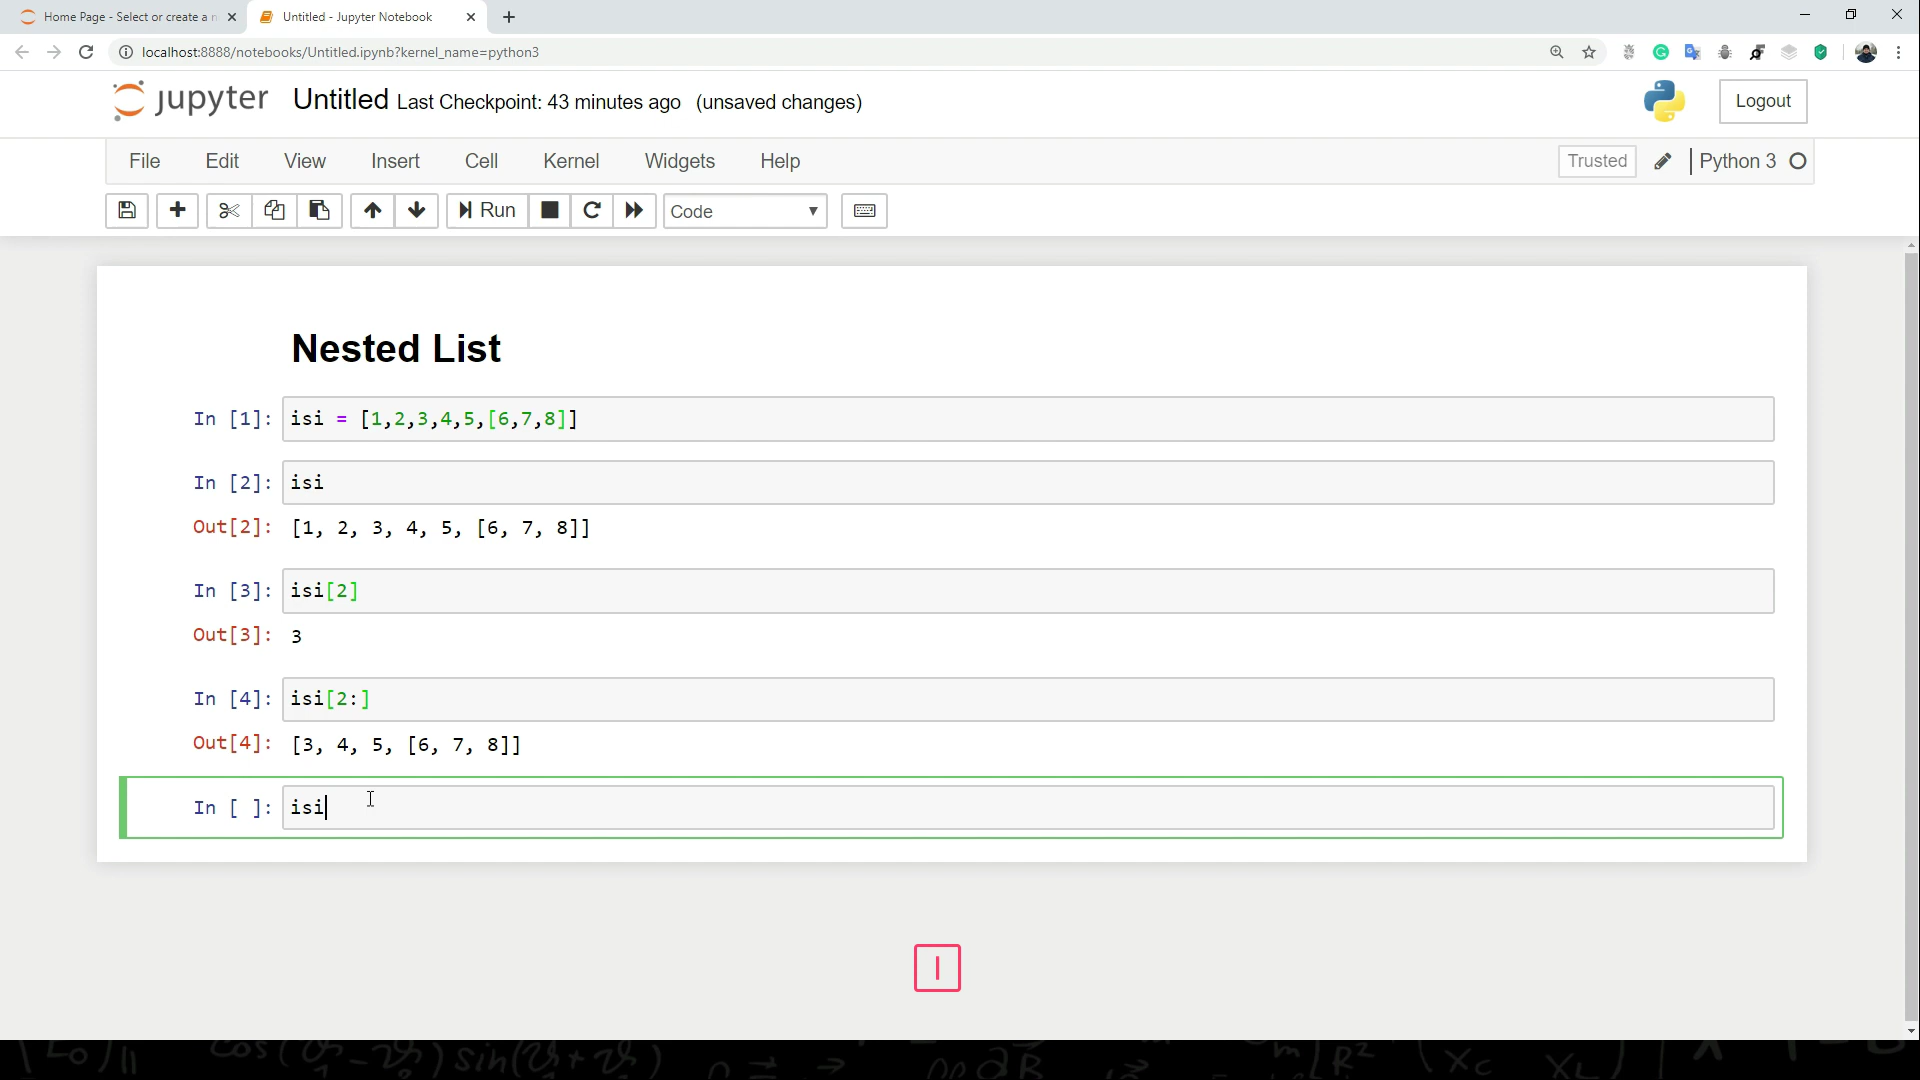 Home Page - Select or create a n
Untitled - Jupyter Notebook
localhost:8888/notebooks/Untitled.ipynb?kernel_name=python3
jupyter Untitled Last Checkpoint: 43 minutes ago (unsaved changes)
Logout
File Edit View Insert Cell Kernel Widgets Help
Trusted
Python 3
Run
Code
Nested List
In [1]: isi = [1,2,3,4,5,[6,7,8]]
In [2]: isi
Out[2]: [1, 2, 3, 4, 5, [6, 7, 8]]
In [3]: isi[2]
Out[3]: 3
In [4]: isi[2:]
Out[4]: [3, 4, 5, [6, 7, 8]]
In [ ]: isi